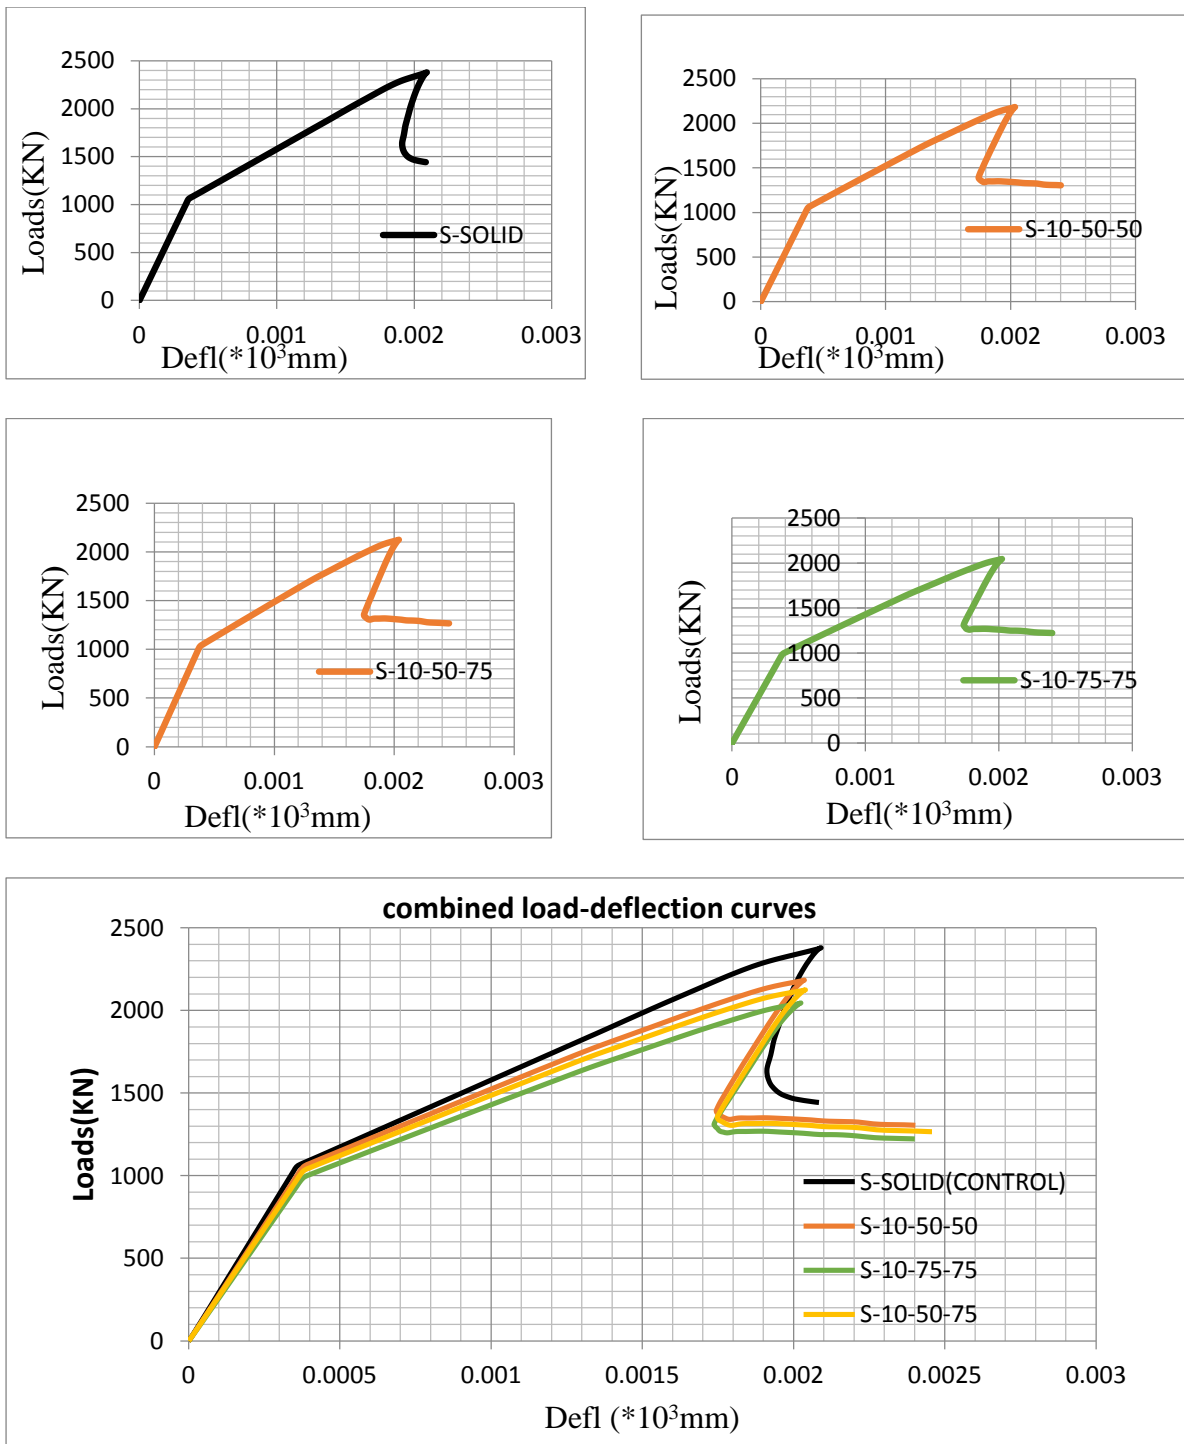 2500
2000
1500
1000
500
0
0 0.001 0.002 0.003
Loads(KN)
Defl(*10³mm)
S-SOLID
2500
2000
1500
1000
500
0
0 0.001 0.002 0.003
Loads(KN)
Defl(*10³mm)
S-10-50-50
2500
2000
1500
1000
500
0
0 0.001 0.002 0.003
Loads(KN)
Defl(*10³mm)
S-10-50-75
2500
2000
1500
1000
500
0
0 0.001 0.002 0.003
Loads(KN)
Defl(*10³mm)
S-10-75-75
combined load-deflection curves
2500
2000
1500
1000
500
0
0 0.0005 0.001 0.0015 0.002 0.0025 0.003
Loads(KN)
Defl (*10³mm)
S-SOLID(CONTROL)
S-10-50-50
S-10-75-75
S-10-50-75